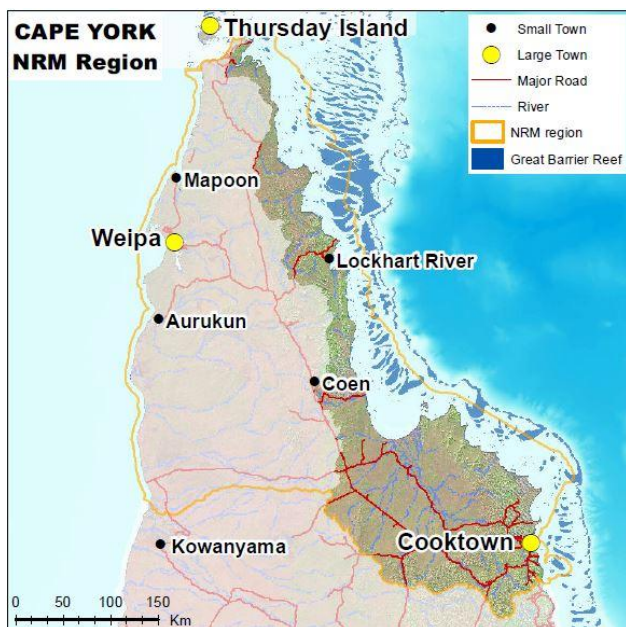 CAPE YORK
NRM Region
Thursday Island
Small Town
Large Town
Major Road
River
NRM region
Great Barrier Reef
Mapoon
Weipa
Lockhart River
Aurukun
Coen
Cooktown
Kowanyama
0 50 100 150
Km